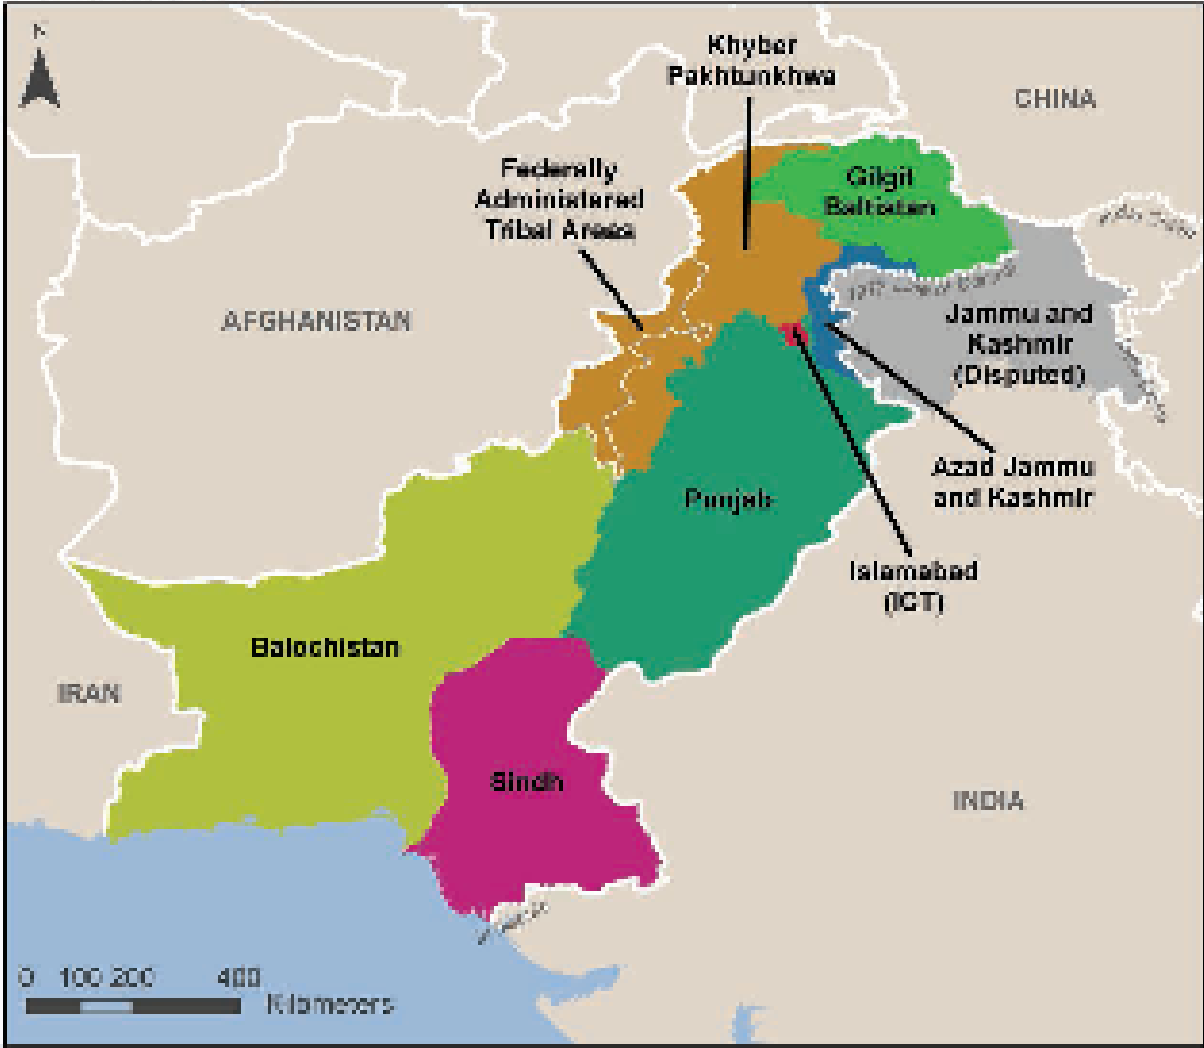 N
Khyber
Pakhtunkhwa
CHINA
Federally
Administered
Tribal Areas
Gilgit
Baltistan
AFGHANISTAN
Jammu and
Kashmir
(Disputed)
Azad Jammu
and Kashmir
Punjab
Islamabad
(ICT)
Balochistan
IRAN
Sindh
INDIA
0 100 200 400
Kilometers